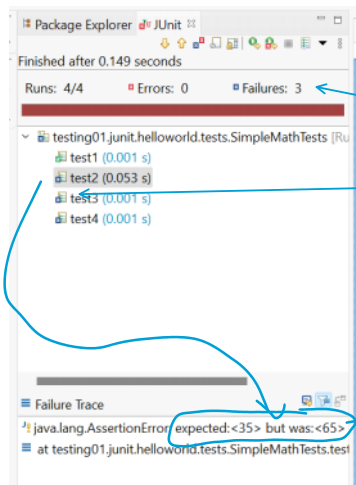 Package Explorer JUnit
Finished after 0.149 seconds
Runs: 4/4 Errors: 0 Failures: 3
testing01.junit.helloworld.tests.SimpleMathTests [Ru
test1 (0.001 s)
test2 (0.053 s)
test3 (0.001 s)
test4 (0.001 s)
Failure Trace
java.lang.AssertionError: expected:<35> but was:<65>
at testing01.junit.helloworld.tests.SimpleMathTests.test